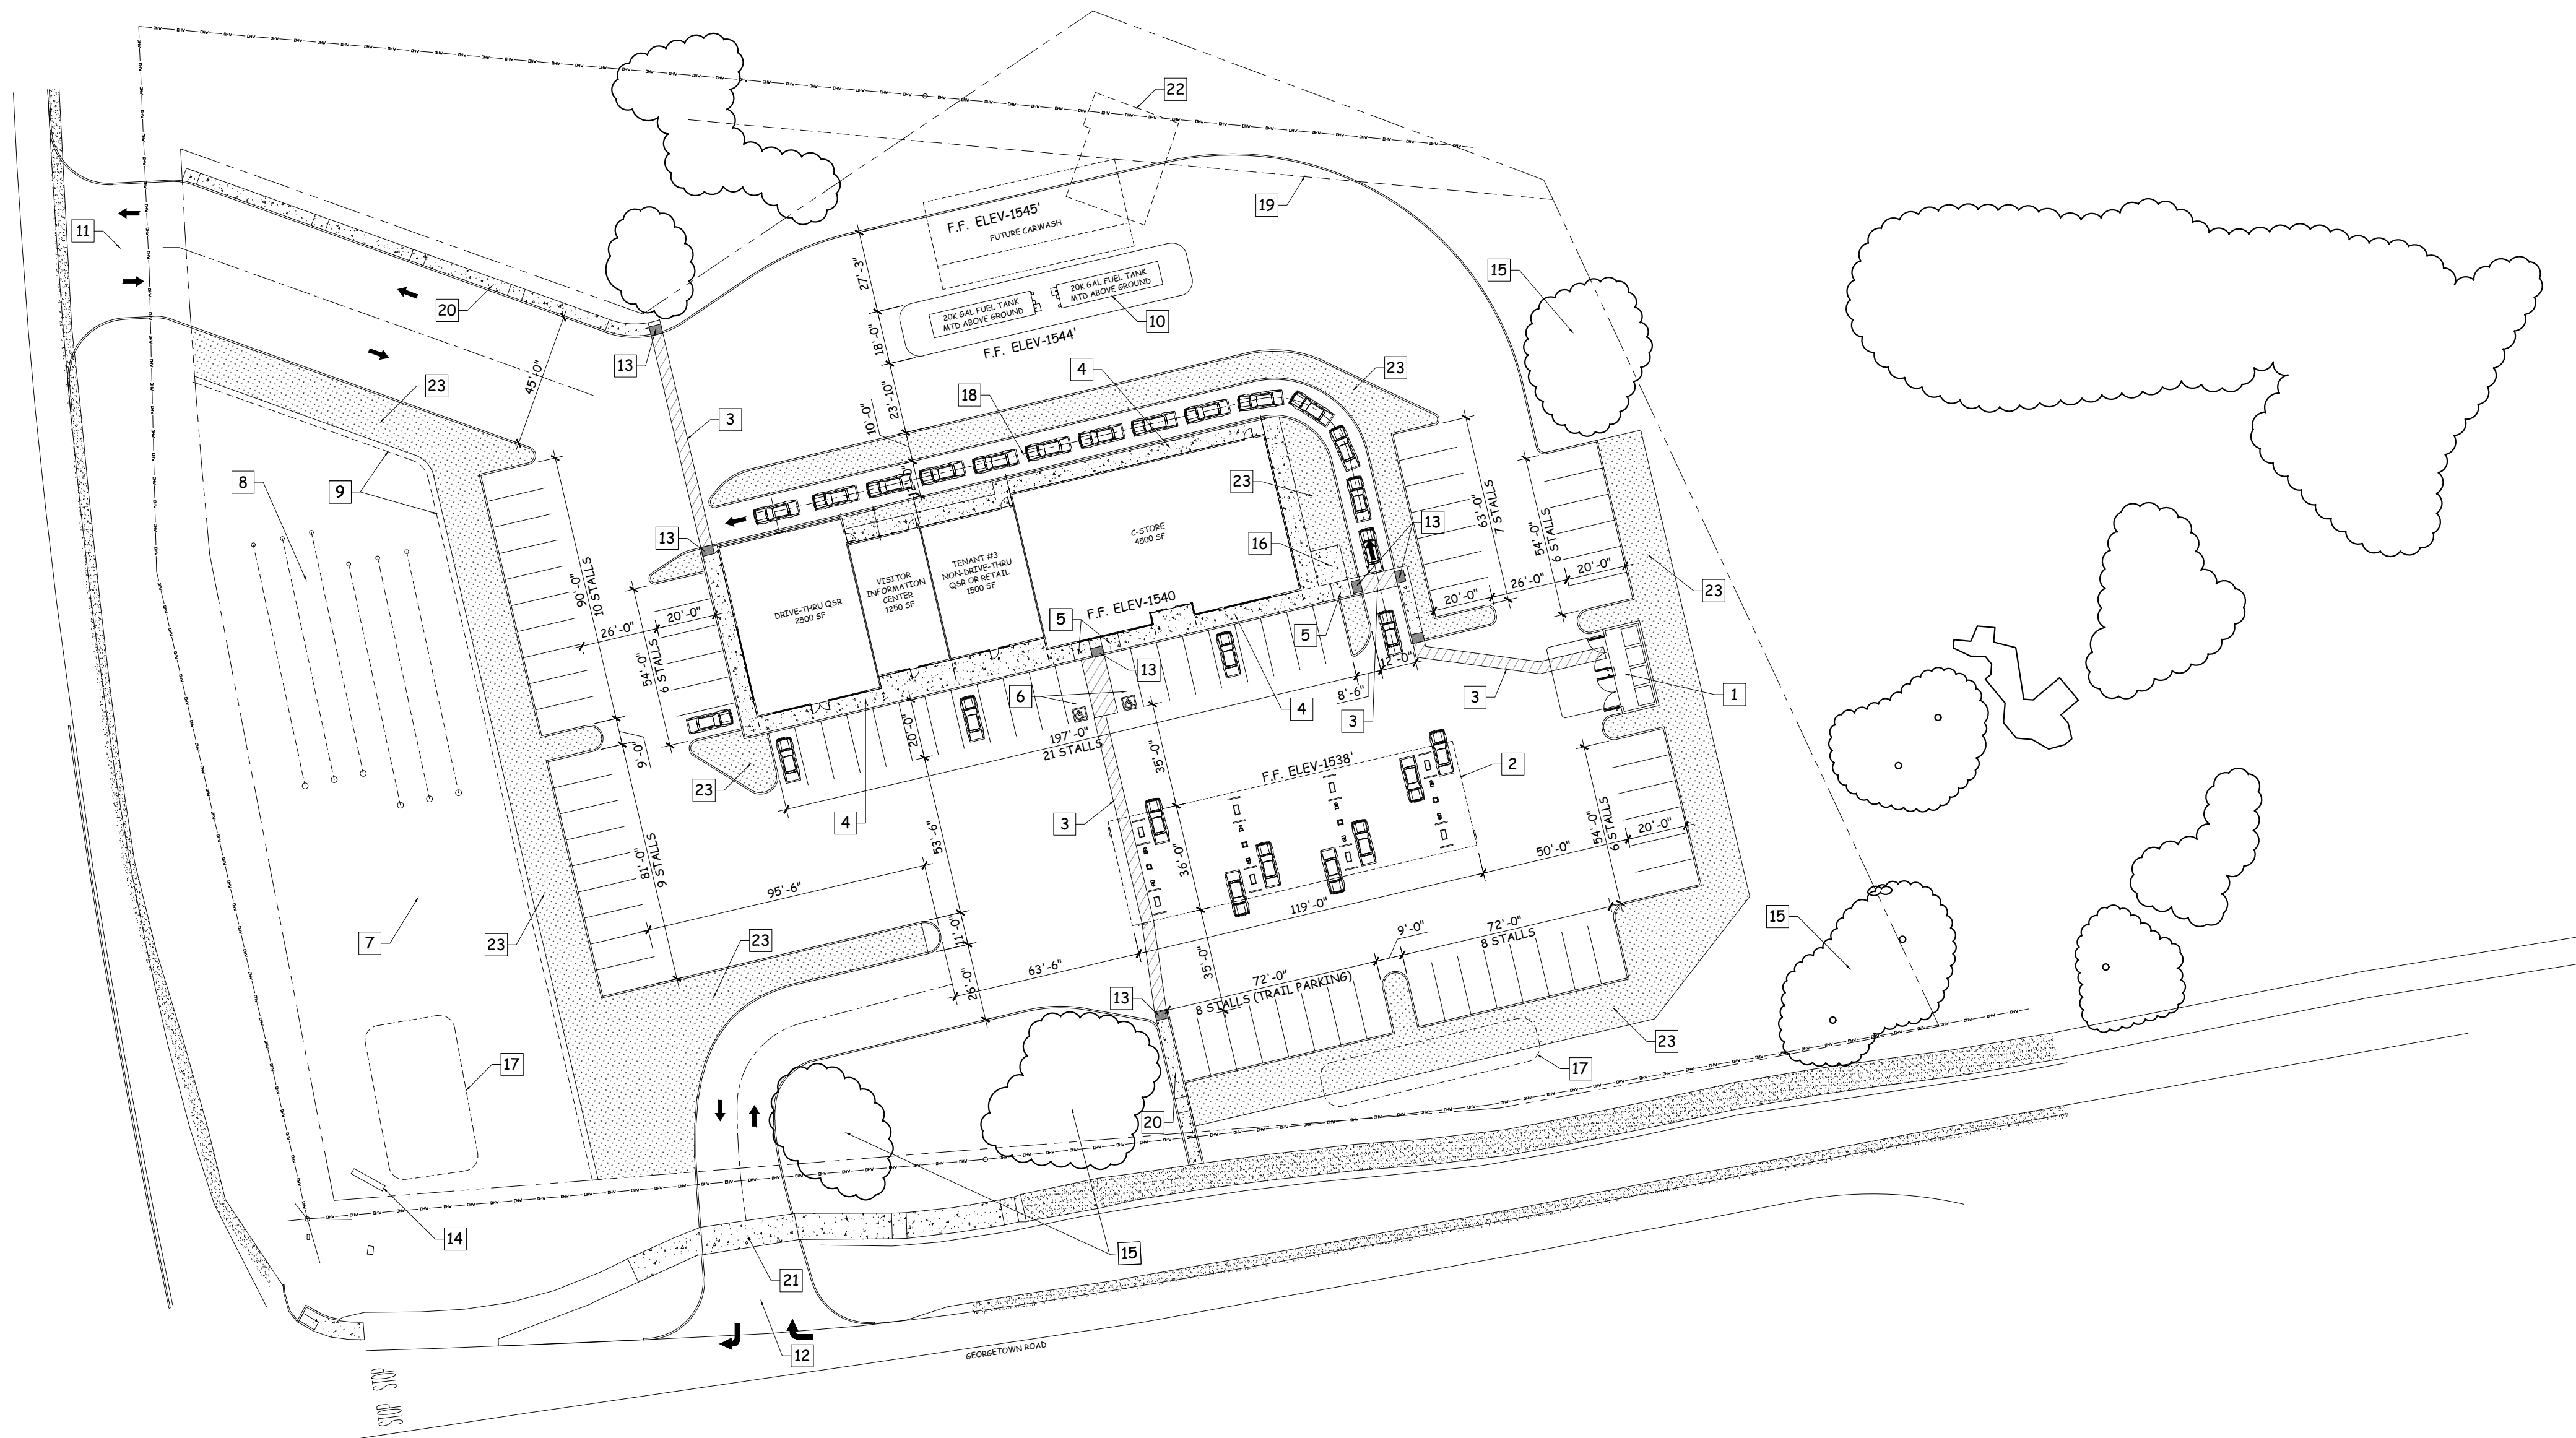 22
19
11
15
F.F. ELEV-1545'
FUTURE CARWASH
27'-3"
20K GAL FUEL TANK
MTD ABOVE GROUND
20K GAL FUEL TANK
MTD ABOVE GROUND
20
10
18'-0"
F.F. ELEV-1544'
13
4
23
23
45'-0"
18
23'-10"
10'-0"
3
8
9
23
63'-0"
7 STALLS
13
54'-0"
6 STALLS
13
C-STORE
4500 SF
16
90'-0"
10 STALLS
TENANT #3
NON-DRIVE-THRU
QSR OR RETAIL
1500 SF
VISITOR
INFORMATION
CENTER
1250 SF
DRIVE-THRU QSR
2500 SF
F.F. ELEV-1540
26'-0"
20'-0"
20'-0"
23
26'-0"
20'-0"
5
5
54'-0"
6 STALLS
13
12'-0"
8'-6"
6
3
1
4
3
20'-0"
197'-0"
21 STALLS
9'-0"
35'-0"
F.F. ELEV-1538'
2
23
4
3
53'-6"
81'-0"
9 STALLS
36'-0"
54'-0"
6 STALLS
20'-0"
50'-0"
95'-6"
119'-0"
15
7
23
23
11'-0"
9'-0"
72'-0"
8 STALLS
63'-6"
35'-0"
26'-0"
72'-0"
8 STALLS (TRAIL PARKING)
13
23
17
17
20
14
15
21
12
GEORGETOWN ROAD
STOP STOP
STOP STOP